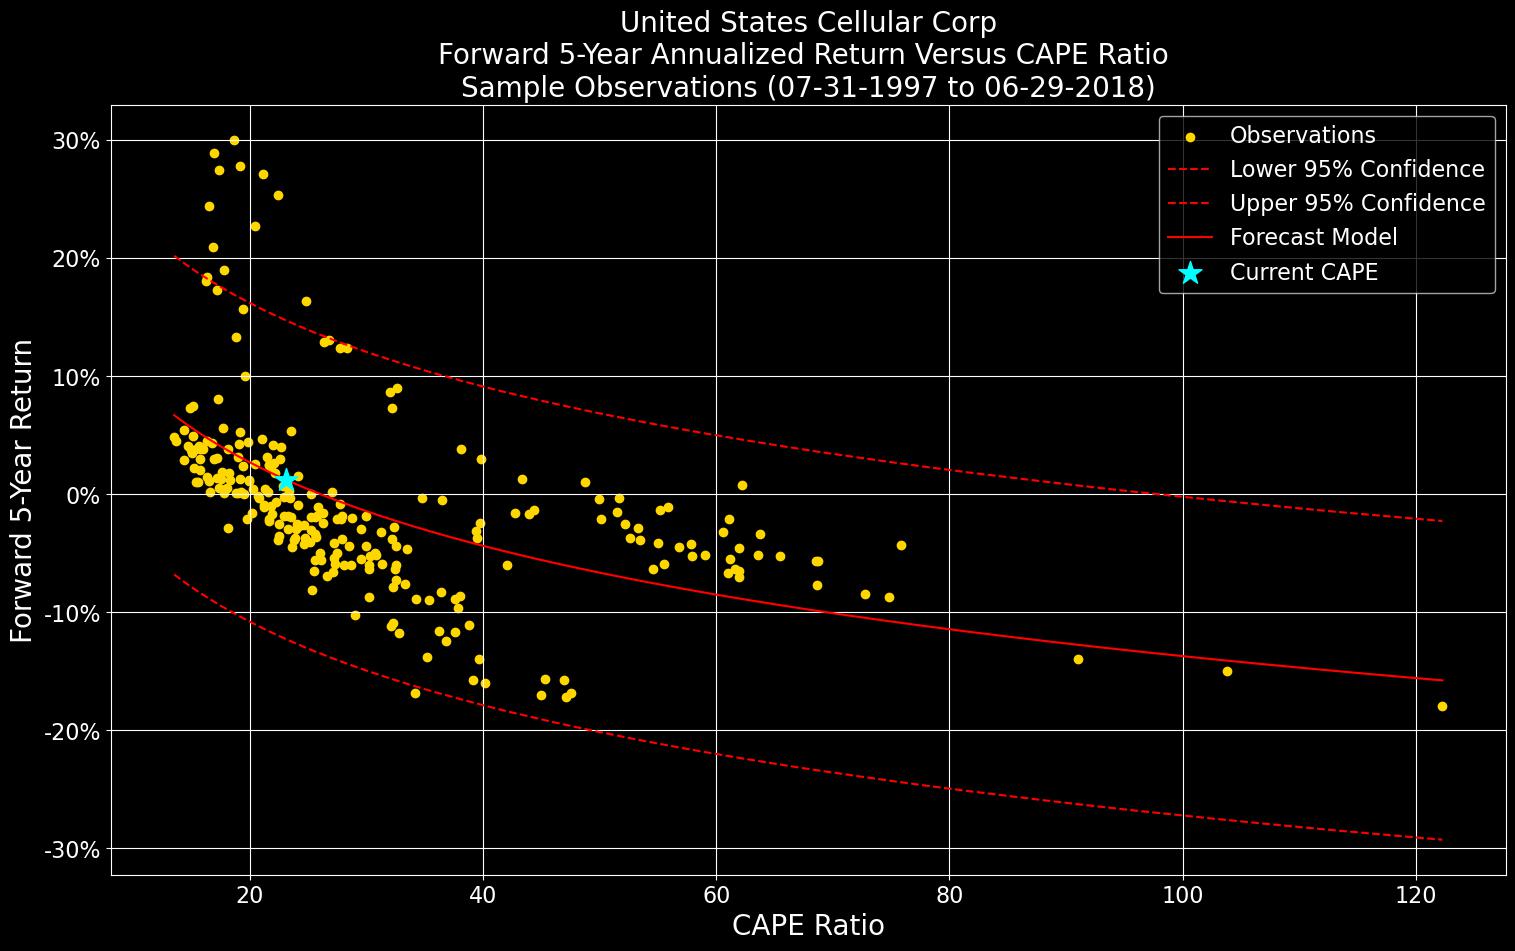 United States Cellular Corp
Forward 5-Year Annualized Return Versus CAPE Ratio
Sample Observations (07-31-1997 to 06-29-2018)
Observations
Lower 95% Confidence
Upper 95% Confidence
Forecast Model
Current CAPE
Forward 5-Year Return
30%
20%
10%
0%
-10%
-20%
-30%
20 40 60 80 100 120
CAPE Ratio